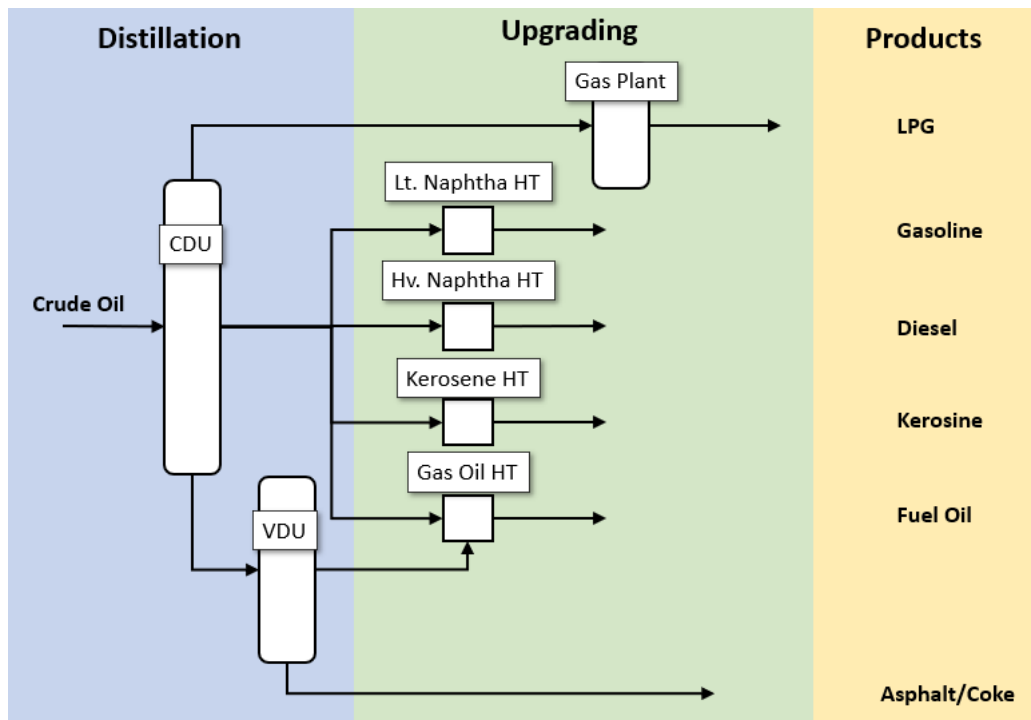 Distillation
Upgrading
Products
Gas Plant
LPG
Lt. Naphtha HT
CDU
Gasoline
Hv. Naphtha HT
Crude Oil
Diesel
Kerosene HT
Kerosine
Gas Oil HT
VDU
Fuel Oil
Asphalt/Coke